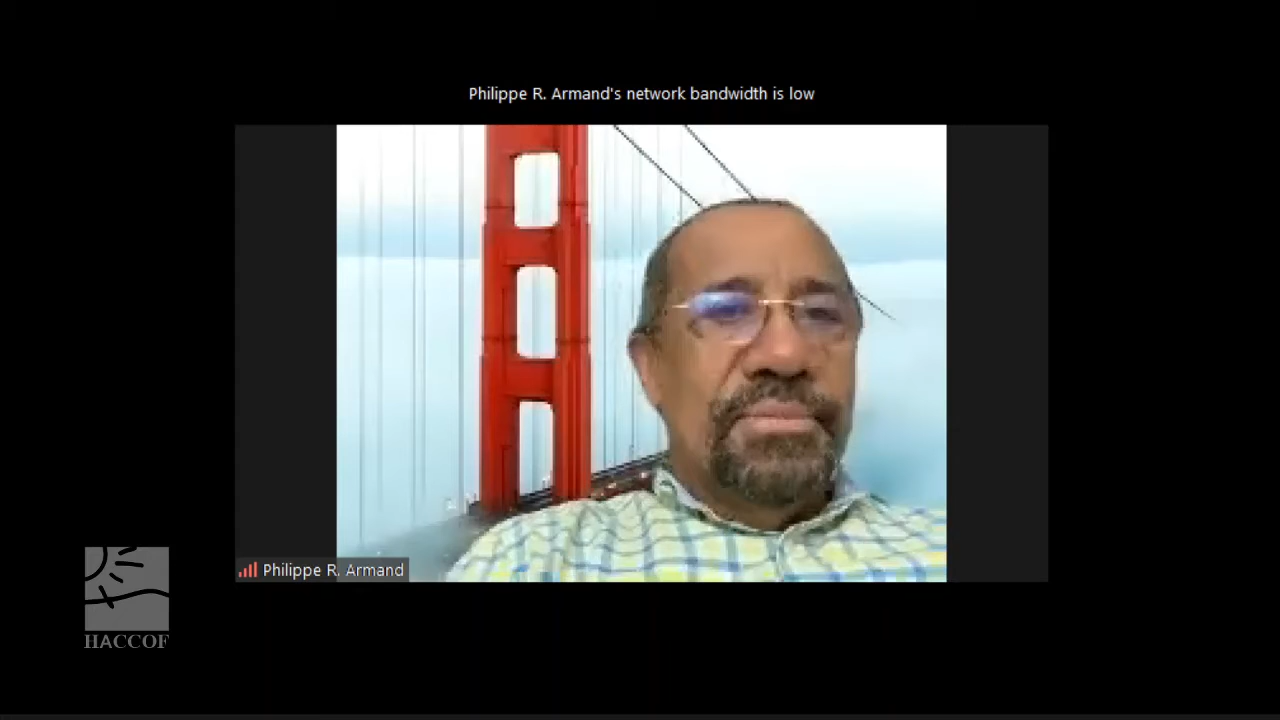 Philippe R. Armand's network bandwidth is low
Philippe R. Armand
HACCOF